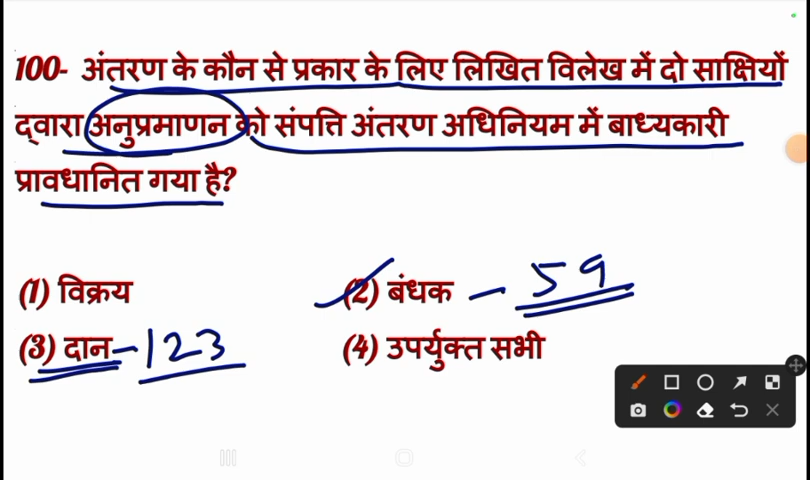 100- अंतरण के कौन से प्रकार के लिए लिखित विलेख में दो साक्षियों
द्वारा अनुप्रमाणन को संपत्ति अंतरण अधिनियम में बाध्यकारी
प्रावधानित गया है?
(1) विक्रय (2) बंधक - 59
(3) दान - 123 (4) उपर्युक्त सभी